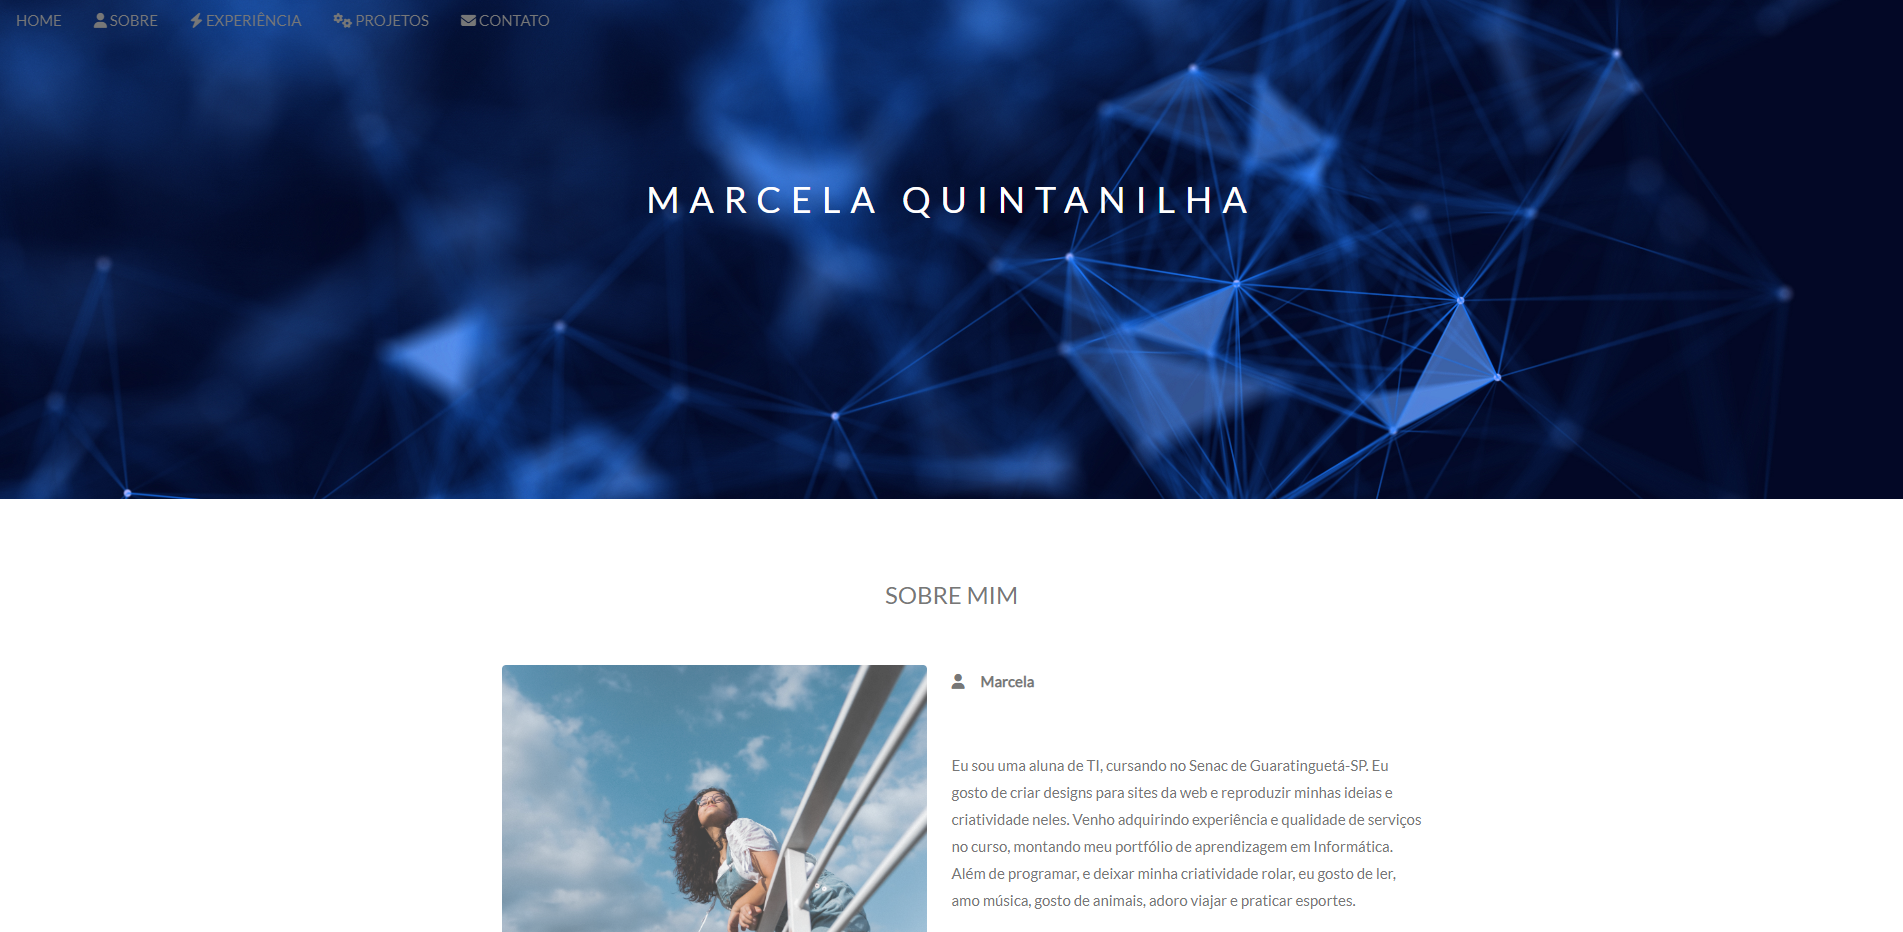 HOME SOBRE EXPERIÊNCIA PROJETOS CONTATO
MARCELA QUINTANILHA
SOBRE MIM
Marcela
Eu sou uma aluna de TI, cursando no Senac de Guaratinguetá-SP. Eu
gosto de criar designs para sites da web e reproduzir minhas ideias e
criatividade neles. Venho adquirindo experiência e qualidade de serviços
no curso, montando meu portfólio de aprendizagem em Informática.
Além de programar, e deixar minha criatividade rolar, eu gosto de ler,
amo música, gosto de animais, adoro viajar e praticar esportes.